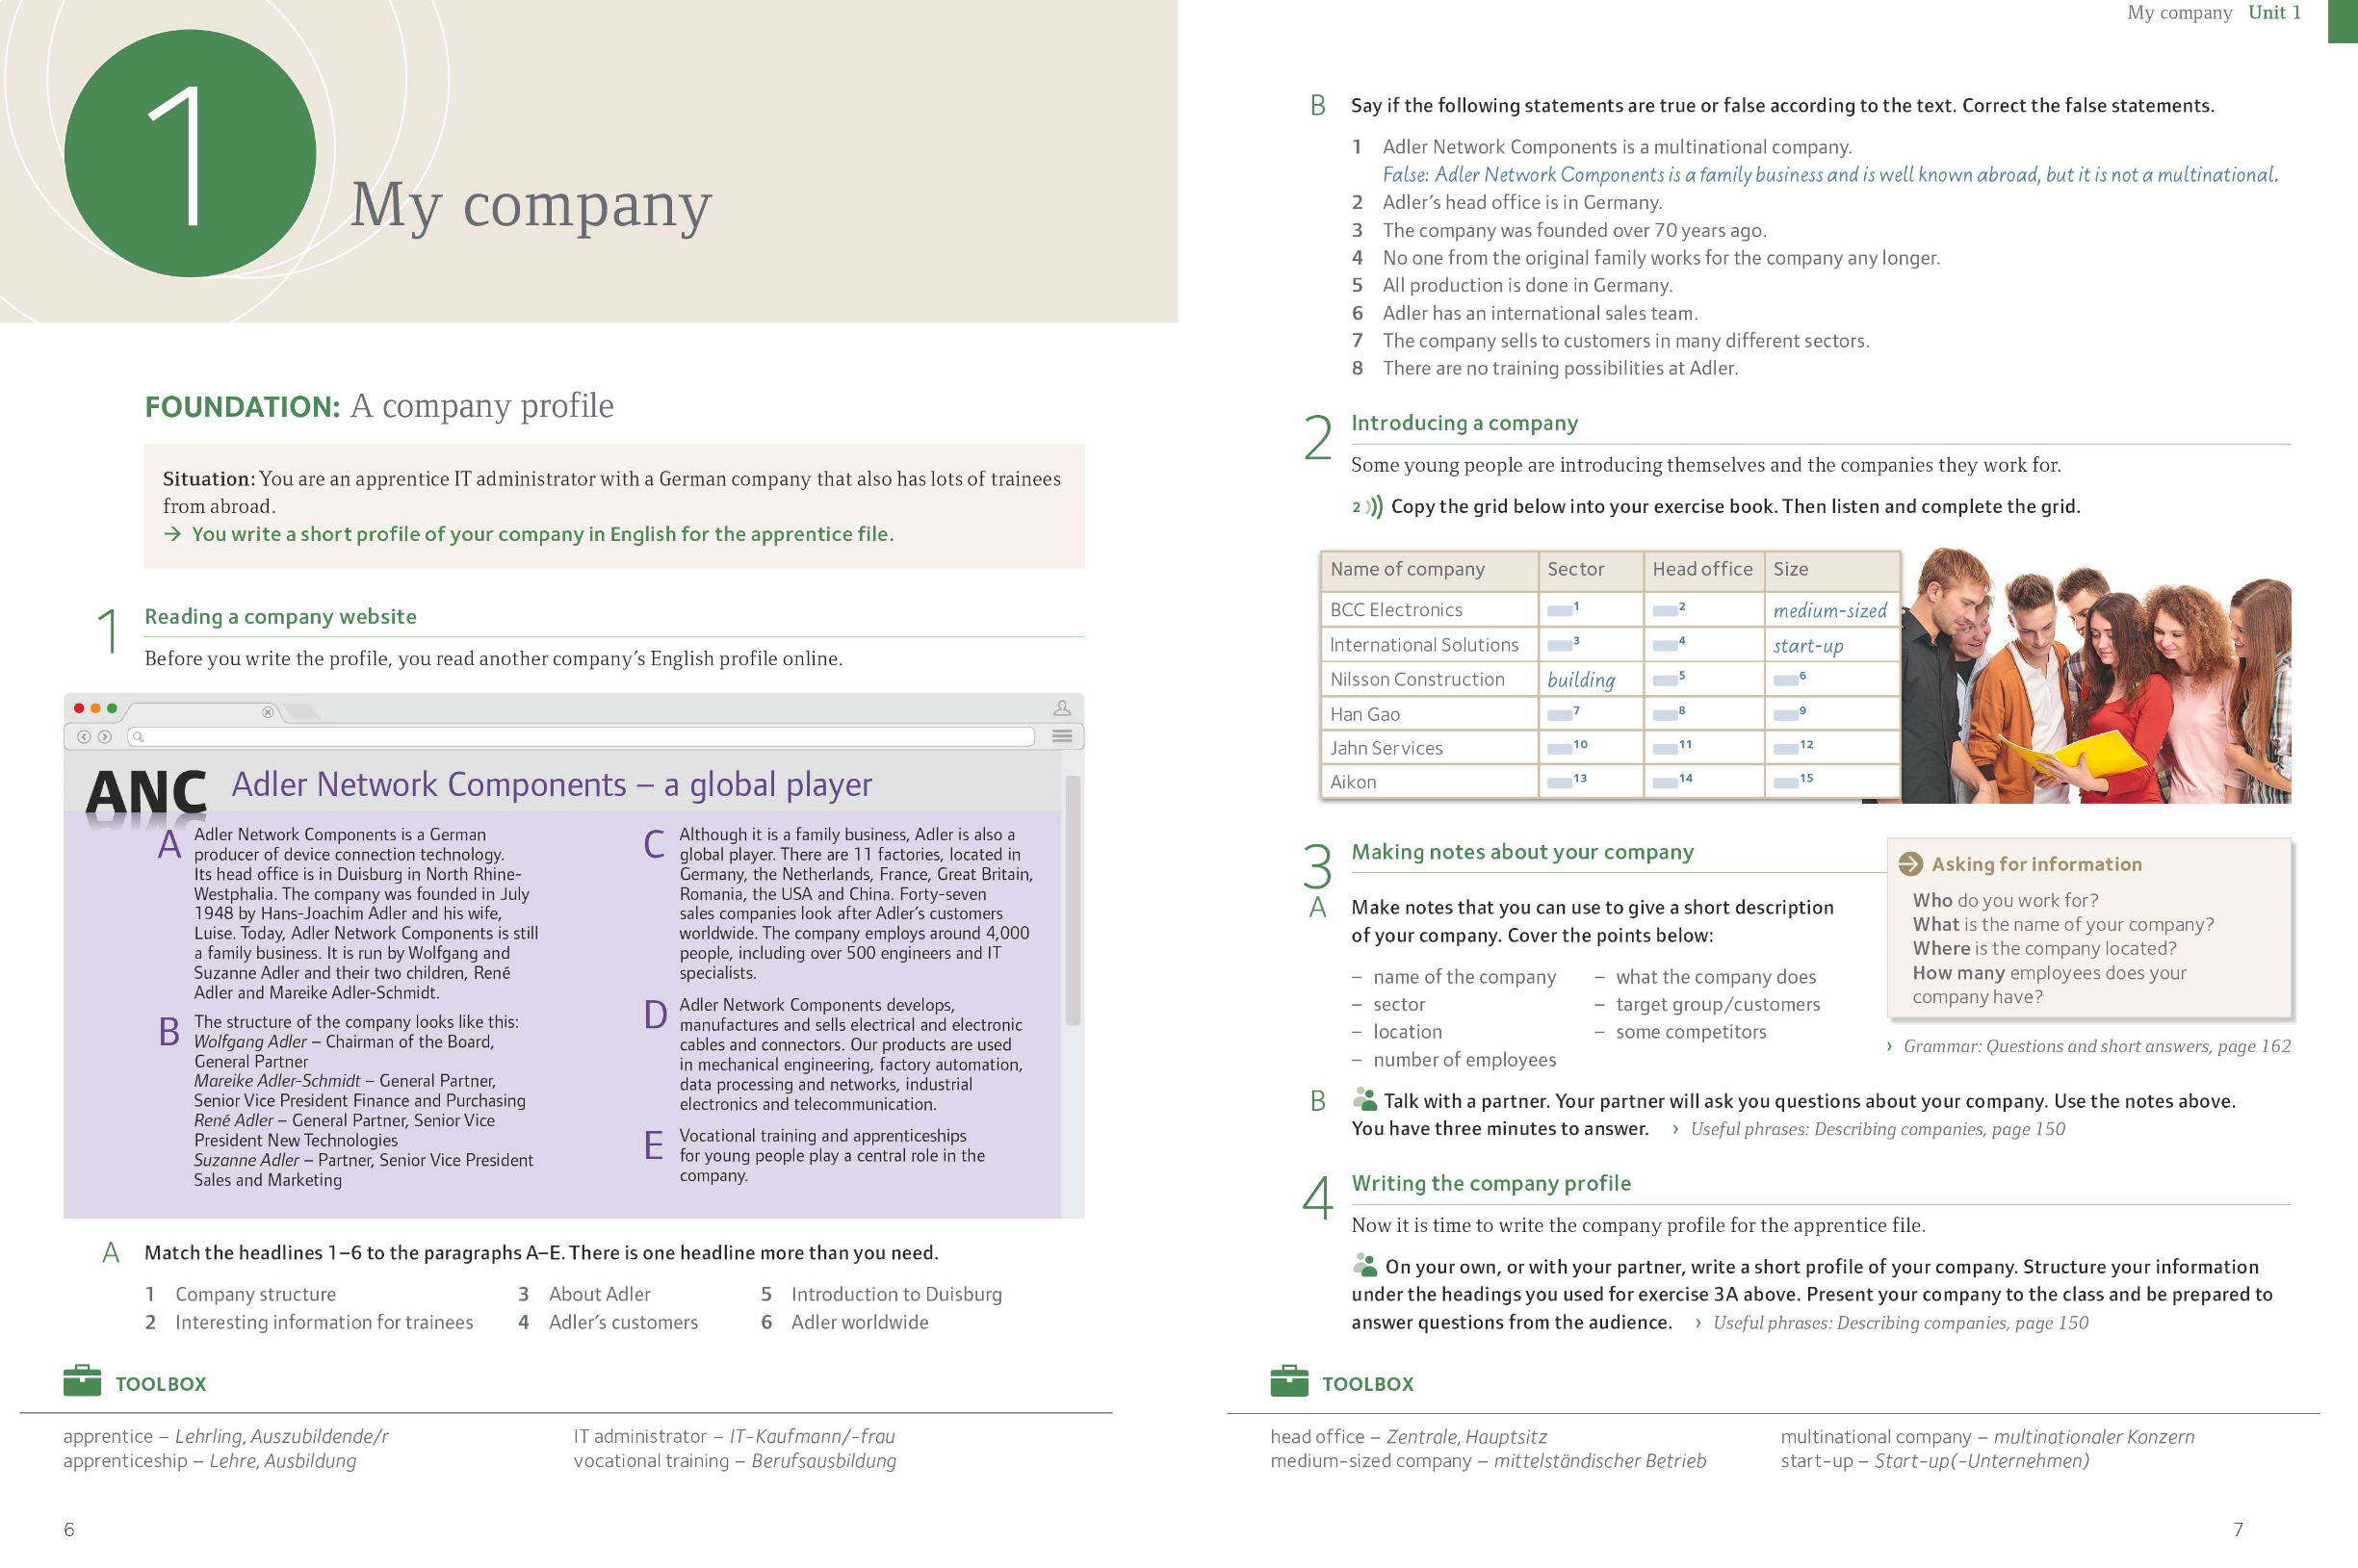 1
My company
FOUNDATION: A company profile
Situation: You are an apprentice IT administrator with a German company that also has lots of trainees
from abroad.
→ You write a short profile of your company in English for the apprentice file.
1 Reading a company website
Before you write the profile, you read another company's English profile online.
ANC Adler Network Components – a global player
A Adler Network Components is a German
producer of device connection technology.
Its head office is in Duisburg in North Rhine-
Westphalia. The company was founded in July
1948 by Hans-Joachim Adler and his wife,
Luise. Today, Adler Network Components is still
a family business. It is run by Wolfgang and
Suzanne Adler and their two children, René
Adler and Mareike Adler-Schmidt.
B The structure of the company looks like this:
Wolfgang Adler – Chairman of the Board,
General Partner
Mareike Adler-Schmidt – General Partner,
Senior Vice President Finance and Purchasing
René Adler – General Partner, Senior Vice
President New Technologies
Suzanne Adler – Partner, Senior Vice President
Sales and Marketing
C Although it is a family business, Adler is also a
global player. There are 11 factories, located in
Germany, the Netherlands, France, Great Britain,
Romania, the USA and China. Forty-seven
sales companies look after Adler's customers
worldwide. The company employs around 4,000
people, including over 500 engineers and IT
specialists.
D Adler Network Components develops,
manufactures and sells electrical and electronic
cables and connectors. Our products are used
in mechanical engineering, factory automation,
data processing and networks, industrial
electronics and telecommunication.
E Vocational training and apprenticeships
for young people play a central role in the
company.
A Match the headlines 1–6 to the paragraphs A–E. There is one headline more than you need.
1 Company structure 3 About Adler 5 Introduction to Duisburg
2 Interesting information for trainees 4 Adler's customers 6 Adler worldwide
TOOLBOX
apprentice – Lehrling, Auszubildende/r IT administrator – IT-Kaufmann/-frau
apprenticeship – Lehre, Ausbildung vocational training – Berufsausbildung
6
My company Unit 1
B Say if the following statements are true or false according to the text. Correct the false statements.
1 Adler Network Components is a multinational company.
False: Adler Network Components is a family business and is well known abroad, but it is not a multinational.
2 Adler's head office is in Germany.
3 The company was founded over 70 years ago.
4 No one from the original family works for the company any longer.
5 All production is done in Germany.
6 Adler has an international sales team.
7 The company sells to customers in many different sectors.
8 There are no training possibilities at Adler.
2 Introducing a company
Some young people are introducing themselves and the companies they work for.
2 Copy the grid below into your exercise book. Then listen and complete the grid.
Name of company Sector Head office Size
BCC Electronics 1 2 medium-sized
International Solutions 3 4 start-up
Nilsson Construction building 5 6
Han Gao 7 8 9
Jahn Services 10 11 12
Aikon 13 14 15
3 Making notes about your company
A Make notes that you can use to give a short description
of your company. Cover the points below:
– name of the company – what the company does
– sector – target group/customers
– location – some competitors
– number of employees
→ Asking for information
Who do you work for?
What is the name of your company?
Where is the company located?
How many employees does your
company have?
› Grammar: Questions and short answers, page 162
B Talk with a partner. Your partner will ask you questions about your company. Use the notes above.
You have three minutes to answer. › Useful phrases: Describing companies, page 150
4 Writing the company profile
Now it is time to write the company profile for the apprentice file.
On your own, or with your partner, write a short profile of your company. Structure your information
under the headings you used for exercise 3A above. Present your company to the class and be prepared to
answer questions from the audience. › Useful phrases: Describing companies, page 150
TOOLBOX
head office – Zentrale, Hauptsitz multinational company – multinationaler Konzern
medium-sized company – mittelständischer Betrieb start-up – Start-up(-Unternehmen)
7